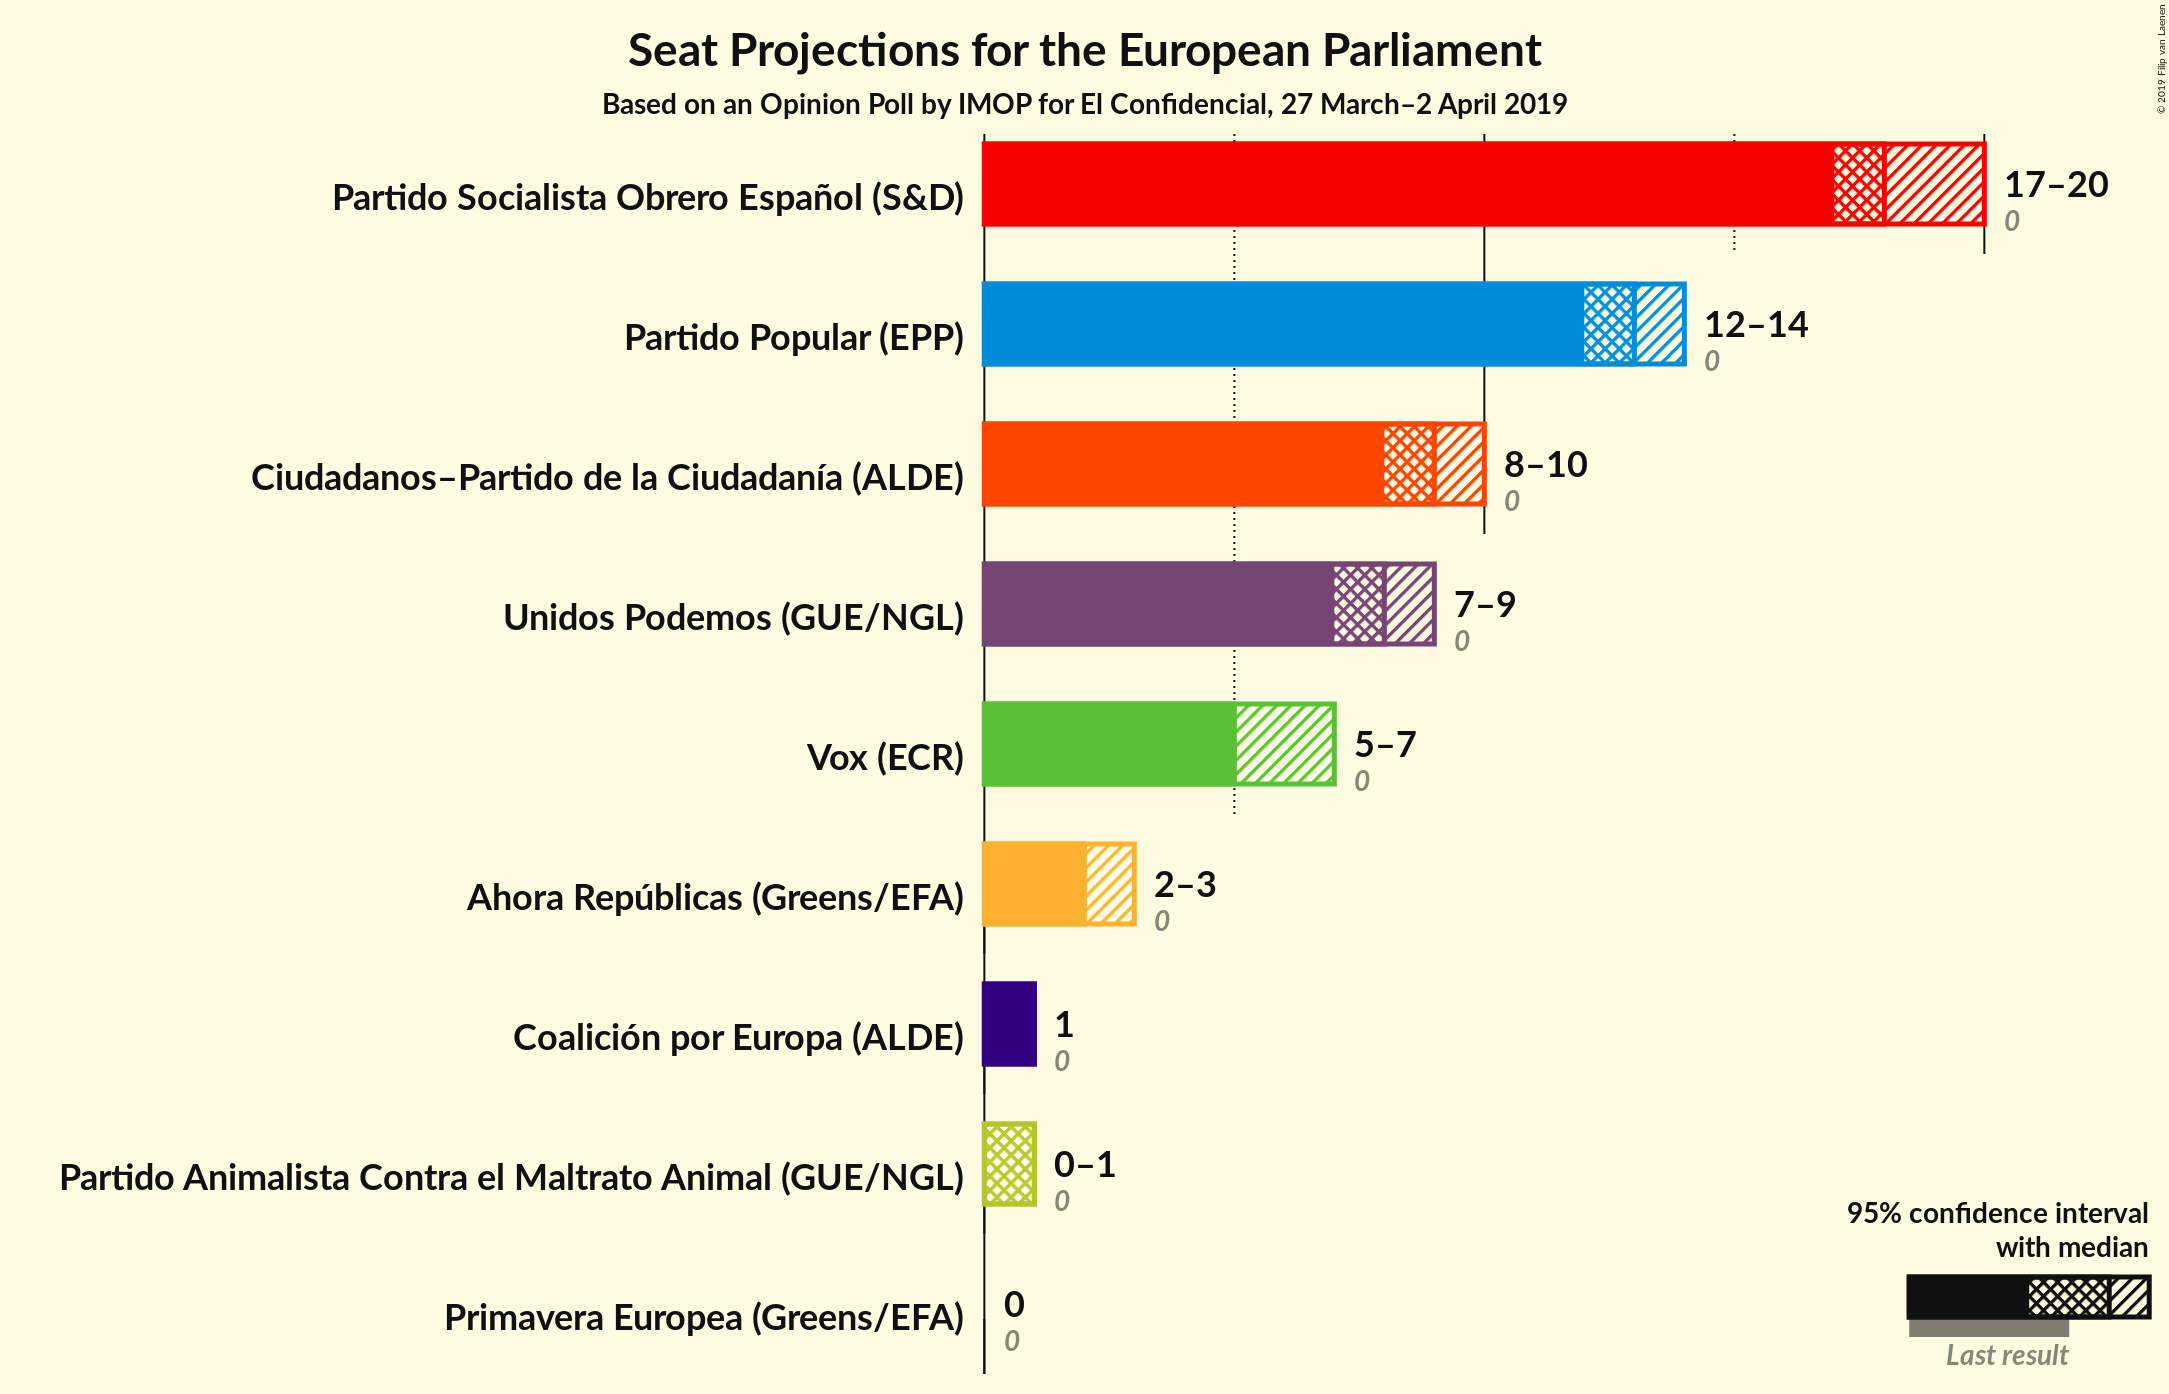 Seat Projections for the European Parliament
Based on an Opinion Poll by IMOP for El Confidencial, 27 March–2 April 2019
© 2019 Filip van Laenen
Partido Socialista Obrero Español (S&D)
17–20
0
Partido Popular (EPP)
12–14
0
Ciudadanos–Partido de la Ciudadanía (ALDE)
8–10
0
Unidos Podemos (GUE/NGL)
7–9
0
Vox (ECR)
5–7
0
Ahora Repúblicas (Greens/EFA)
2–3
0
Coalición por Europa (ALDE)
1
0
Partido Animalista Contra el Maltrato Animal (GUE/NGL)
0–1
0
Primavera Europea (Greens/EFA)
0
0
95% confidence interval
with median
Last result